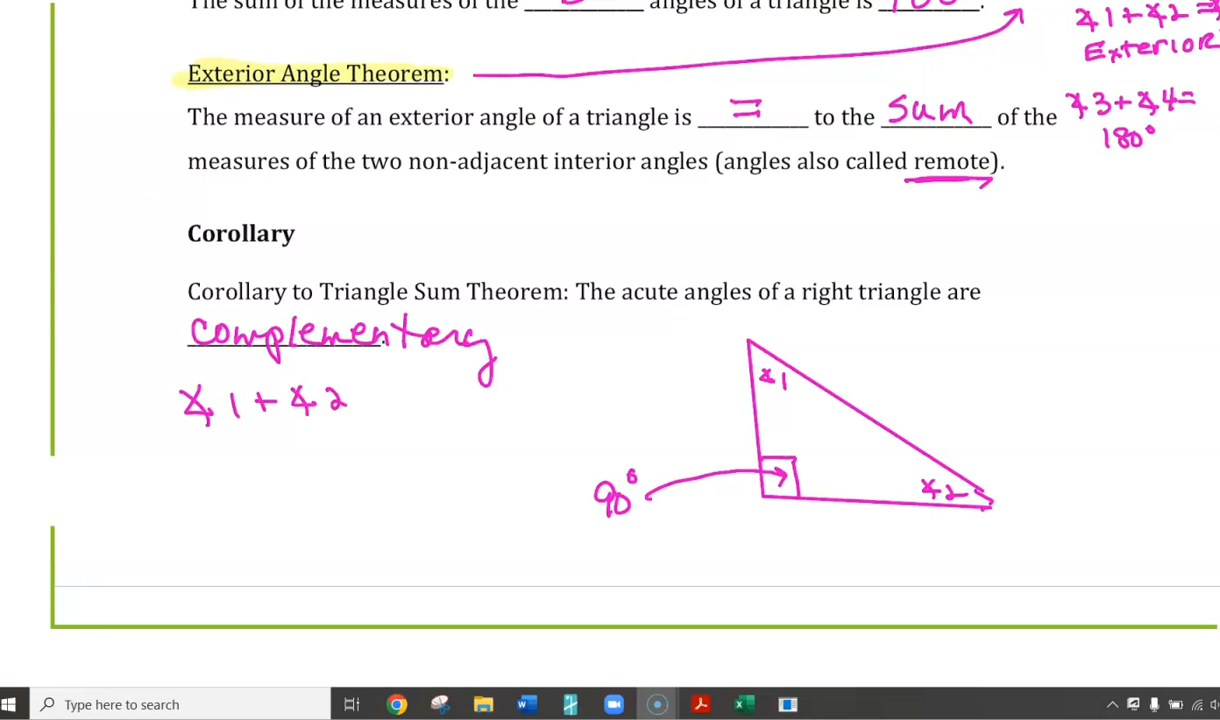 The sum of the measures of the ____________ angles of a triangle is 180.
∡1+∡2 =
Exterior
Exterior Angle Theorem:
The measure of an exterior angle of a triangle is = to the sum of the
∡3+∡4=
180°
measures of the two non-adjacent interior angles (angles also called remote).
Corollary
Corollary to Triangle Sum Theorem: The acute angles of a right triangle are
complementary.
∡1+∡2
∡1
90°
∡2
Type here to search